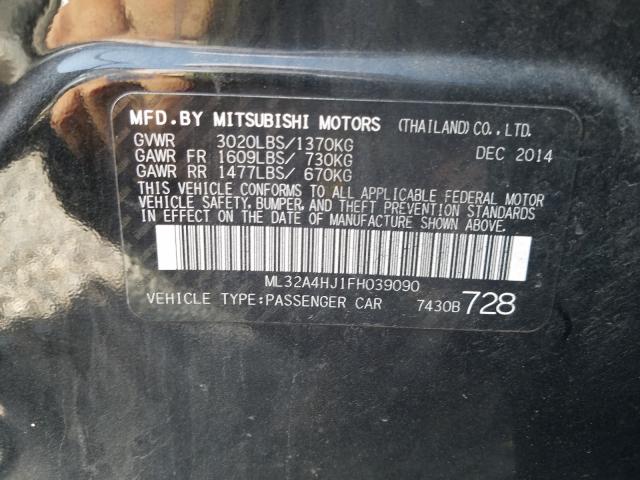 MFD.BY MITSUBISHI MOTORS (THAILAND)CO.,LTD.
GVWR 3020LBS/1370KG DEC 2014
GAWR FR 1609LBS/ 730KG
GAWR RR 1477LBS/ 670KG
THIS VEHICLE CONFORMS TO ALL APPLICABLE FEDERAL MOTOR
VEHICLE SAFETY, BUMPER, AND THEFT PREVENTION STANDARDS
IN EFFECT ON THE DATE OF MANUFACTURE SHOWN ABOVE.
ML32A4HJ1FH039090
VEHICLE TYPE:PASSENGER CAR 7430B 728